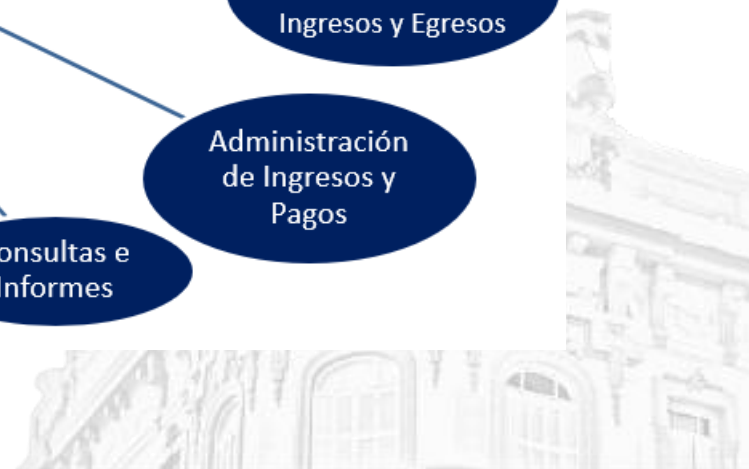 Ingresos y Egresos
Administración
de Ingresos y
Pagos
onsultas e
Informes